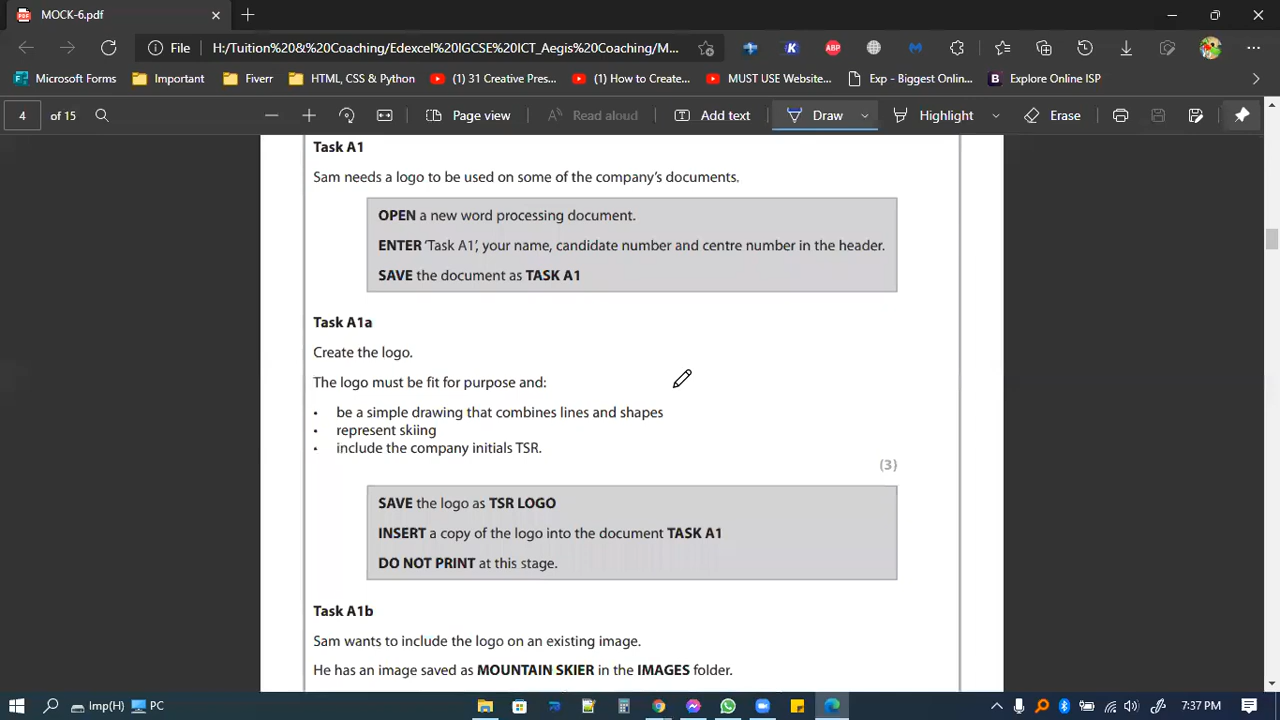 MOCK-6.pdf
File H:/Tuition%20&%20Coaching/Edexcel%20IGCSE%20ICT_Aegis%20Coaching/M...
Microsoft Forms Important Fiverr HTML, CSS & Python (1) 31 Creative Pres... (1) How to Create... MUST USE Website... Exp - Biggest Onlin... Explore Online ISP
4 of 15 Page view Read aloud Add text Draw Highlight Erase
Task A1
Sam needs a logo to be used on some of the company's documents.
OPEN a new word processing document.
ENTER 'Task A1', your name, candidate number and centre number in the header.
SAVE the document as TASK A1
Task A1a
Create the logo.
The logo must be fit for purpose and:
• be a simple drawing that combines lines and shapes
• represent skiing
• include the company initials TSR.
(3)
SAVE the logo as TSR LOGO
INSERT a copy of the logo into the document TASK A1
DO NOT PRINT at this stage.
Task A1b
Sam wants to include the logo on an existing image.
He has an image saved as MOUNTAIN SKIER in the IMAGES folder.
Imp(H) PC 7:37 PM